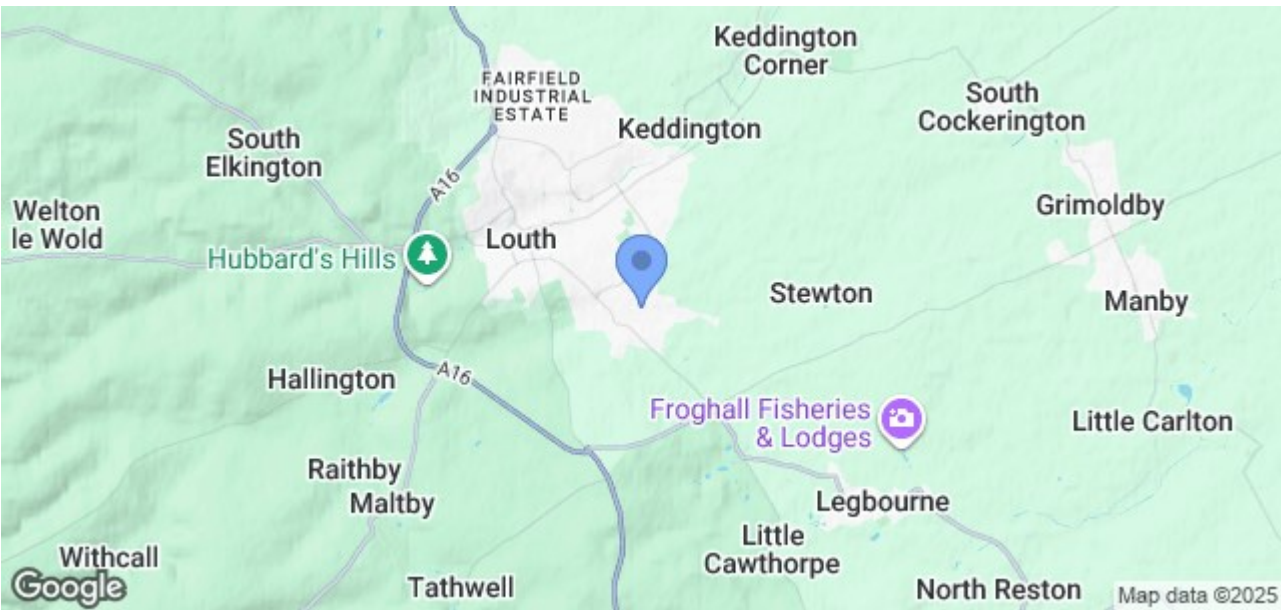 Keddington
Corner
FAIRFIELD
INDUSTRIAL
ESTATE
South
Cockerington
Keddington
South
Elkington
A16
Welton
le Wold
Grimoldby
Louth
Hubbard's Hills
Stewton
Manby
Hallington
A16
Froghall Fisheries
& Lodges
Little Carlton
Raithby
Maltby
Legbourne
Little
Cawthorpe
Withcall
Tathwell
North Reston
Google
Map data ©2025